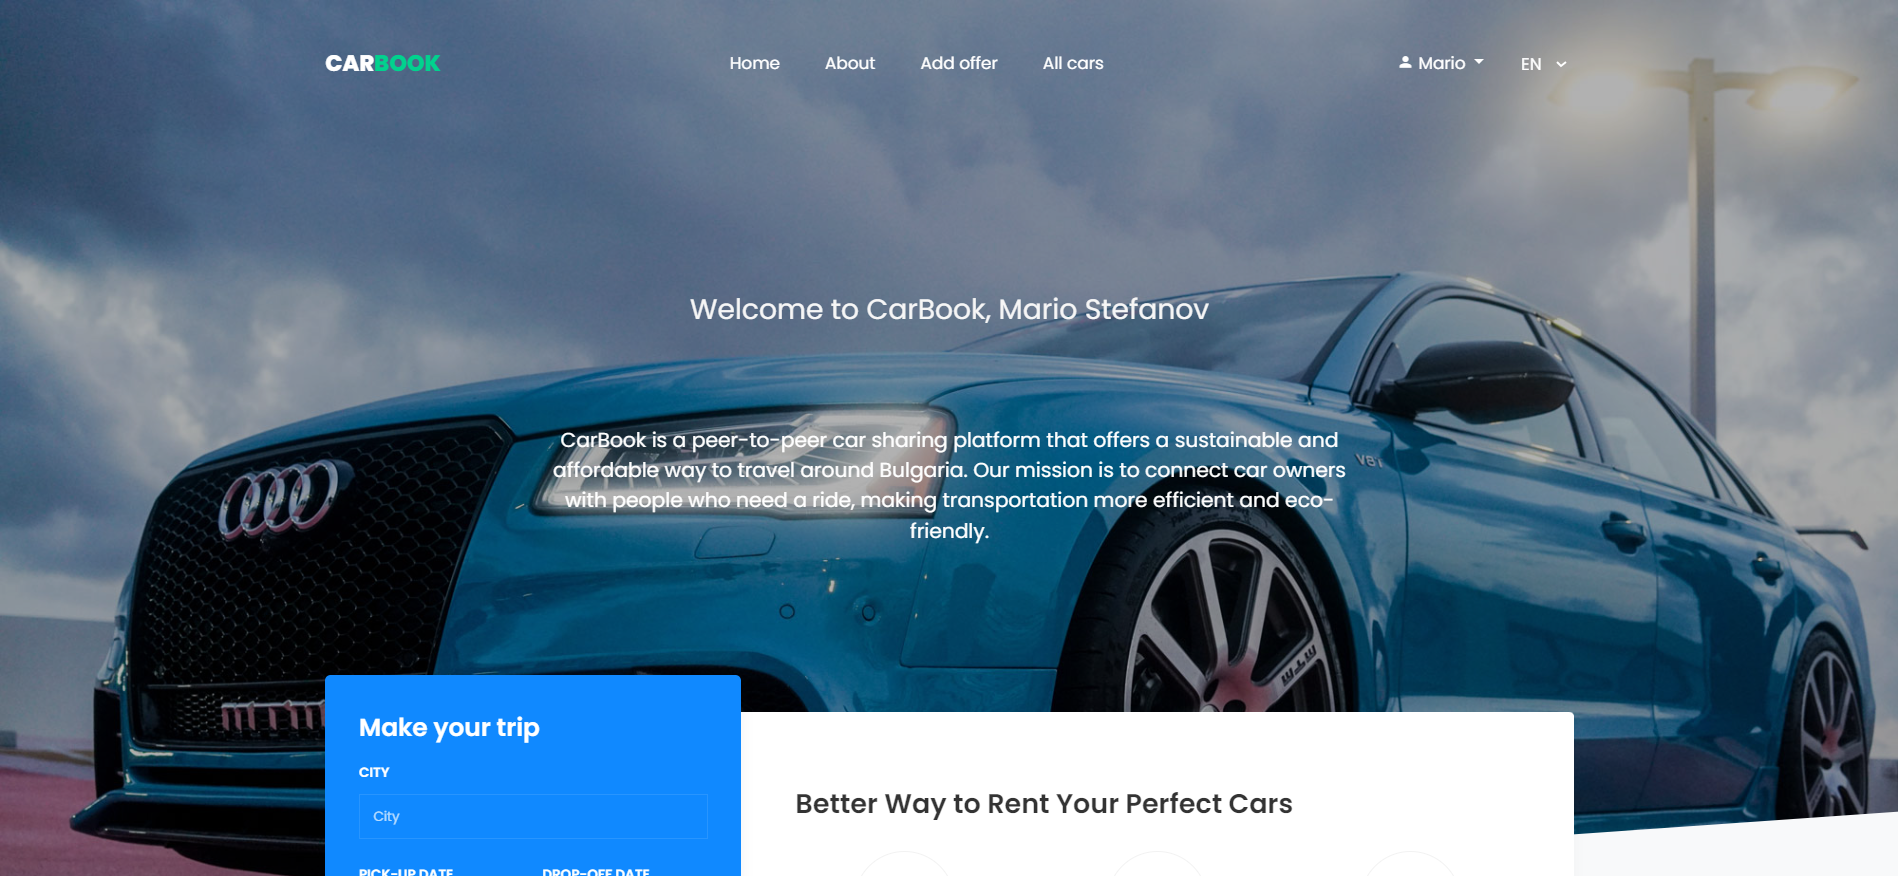 CARBOOK
Home
About
Add offer
All cars
Mario
EN
Welcome to CarBook, Mario Stefanov
CarBook is a peer-to-peer car sharing platform that offers a sustainable and
affordable way to travel around Bulgaria. Our mission is to connect car owners
with people who need a ride, making transportation more efficient and eco-
friendly.
V8T
Make your trip
CITY
City
PICK-UP DATE
DROP-OFF DATE
Better Way to Rent Your Perfect Cars